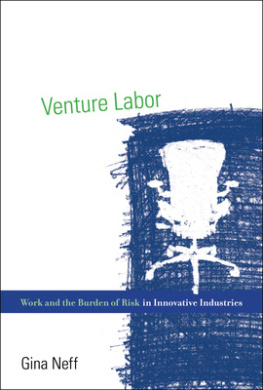 Venture Labor
Work and the Burden of Risk in Innovative Industries
Gina Neff